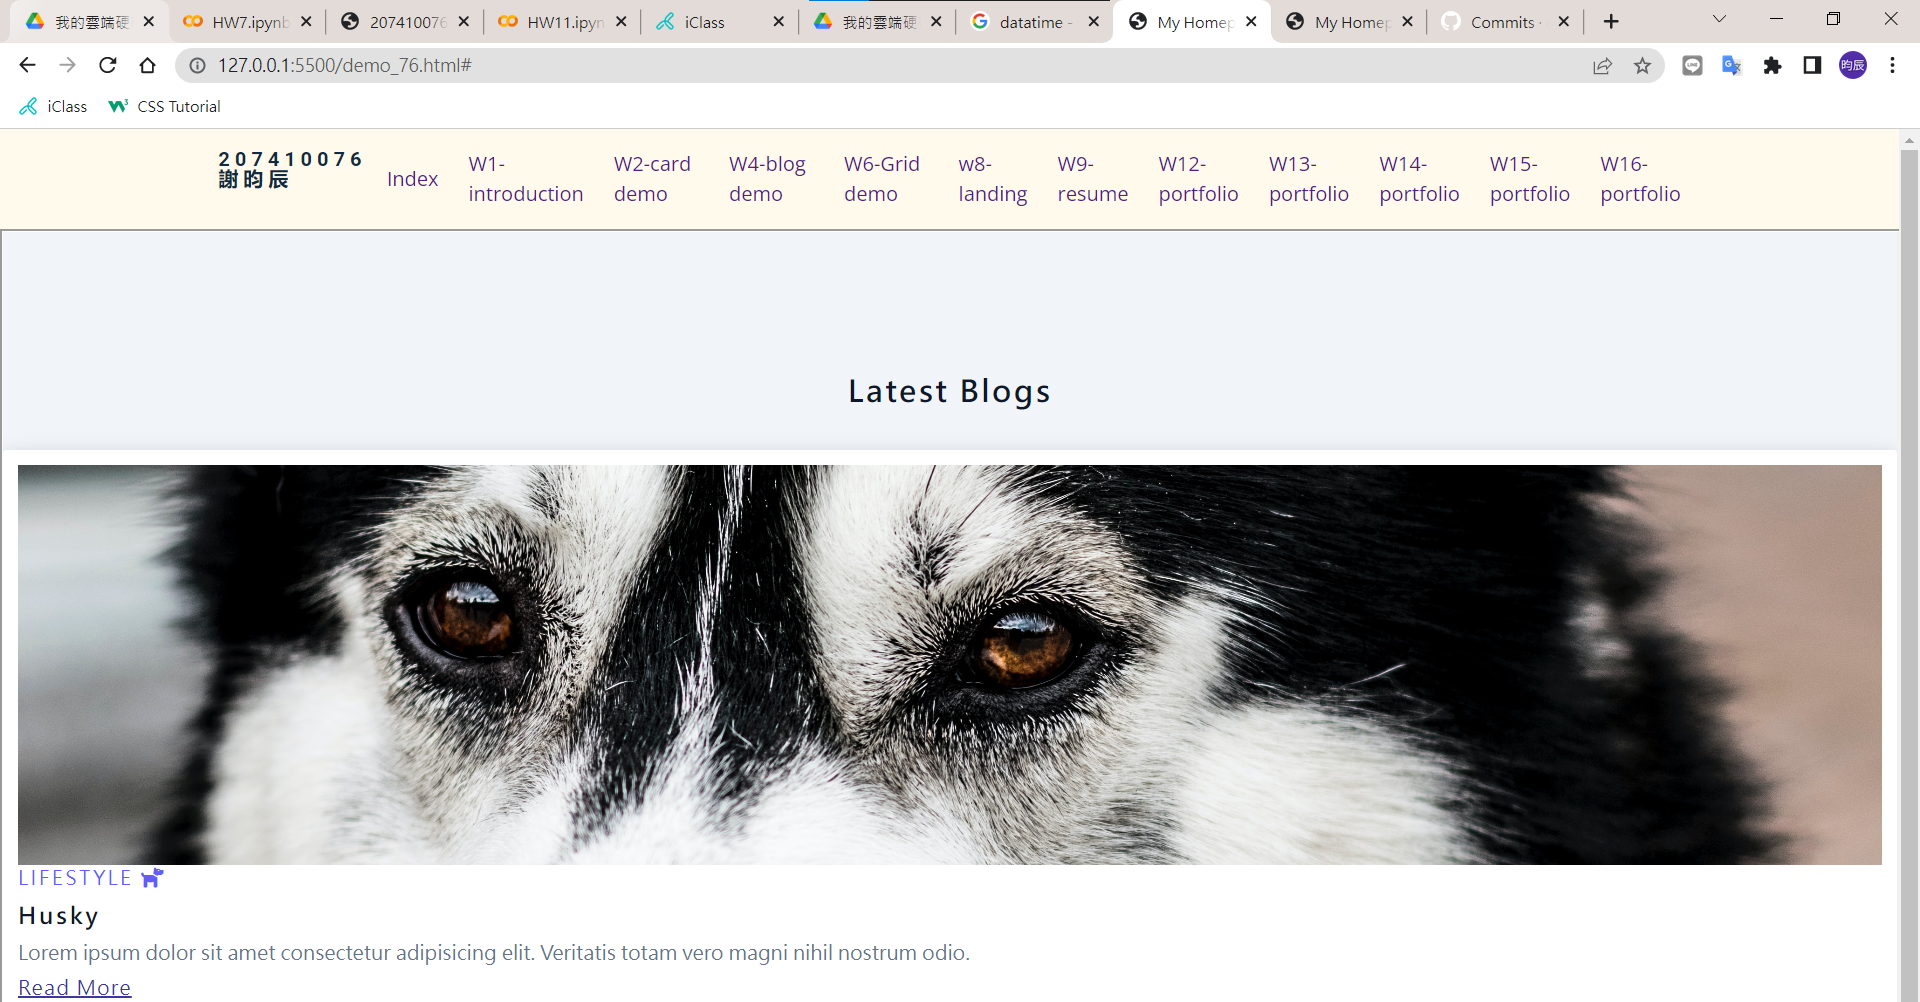 我的雲端硬
HW7.ipynb
207410076
HW11.ipyn
iClass
我的雲端硬
datatime -
My Homep
My Homep
Commits ·
127.0.0.1:5500/demo_76.html#
LINE
昀辰
iClass
CSS Tutorial
207410076
謝昀辰
Index
W1-
introduction
W2-card
demo
W4-blog
demo
W6-Grid
demo
w8-
landing
W9-
resume
W12-
portfolio
W13-
portfolio
W14-
portfolio
W15-
portfolio
W16-
portfolio
Latest Blogs
LIFESTYLE
Husky
Lorem ipsum dolor sit amet consectetur adipisicing elit. Veritatis totam vero magni nihil nostrum odio.
Read More